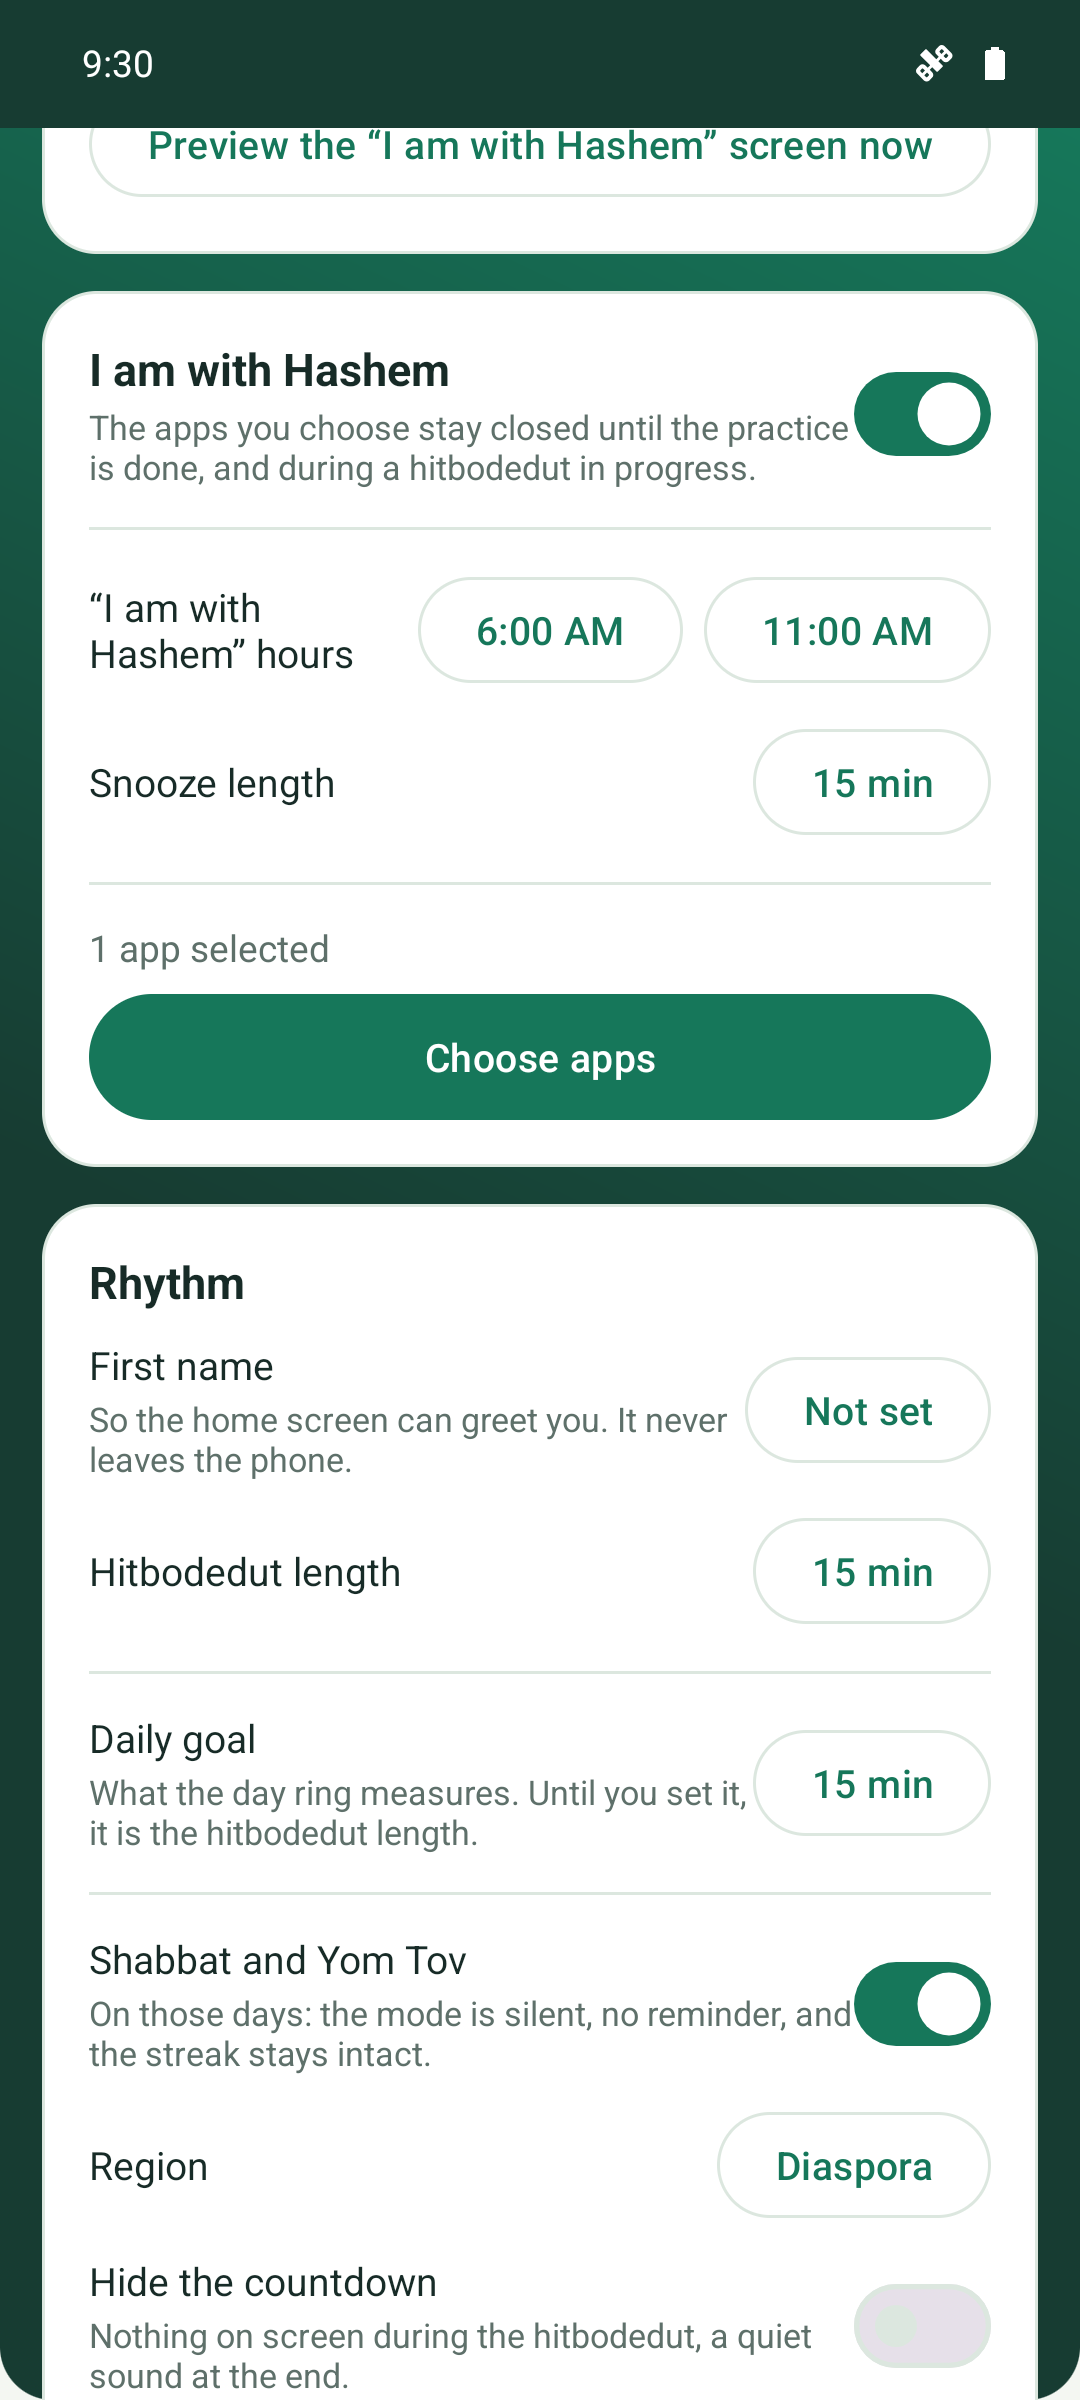 9:30
Preview the “I am with Hashem” screen now
I am with Hashem
The apps you choose stay closed until the practice
is done, and during a hitbodedut in progress.
“I am with
Hashem” hours
6:00 AM
11:00 AM
Snooze length
15 min
1 app selected
Choose apps
Rhythm
First name
So the home screen can greet you. It never
leaves the phone.
Not set
Hitbodedut length
15 min
Daily goal
What the day ring measures. Until you set it,
it is the hitbodedut length.
15 min
Shabbat and Yom Tov
On those days: the mode is silent, no reminder, and
the streak stays intact.
Region
Diaspora
Hide the countdown
Nothing on screen during the hitbodedut, a quiet
sound at the end.